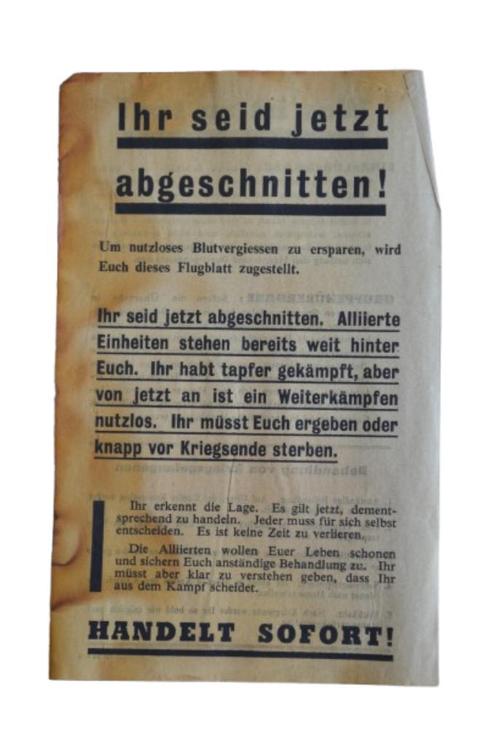 Ihr seid jetzt
abgeschnitten!
Um nutzloses Blutvergiessen zu ersparen, wird
Euch dieses Flugblatt zugestellt.
Ihr seid jetzt abgeschnitten. Alliierte
Einheiten stehen bereits weit hinter
Euch. Ihr habt tapfer gekämpft, aber
von jetzt an ist ein Weiterkämpfen
nutzlos. Ihr müsst Euch ergeben oder
knapp vor Kriegsende sterben.
Ihr erkennt die Lage. Es gilt jetzt, dement-
sprechend zu handeln. Jeder muss für sich selbst
entscheiden. Es ist keine Zeit zu verlieren.
Die Alliierten wollen Euer Leben schonen
und sichern Euch anständige Behandlung zu. Ihr
müsst aber klar zu verstehen geben, dass Ihr
aus dem Kampf scheidet.
HANDELT SOFORT!